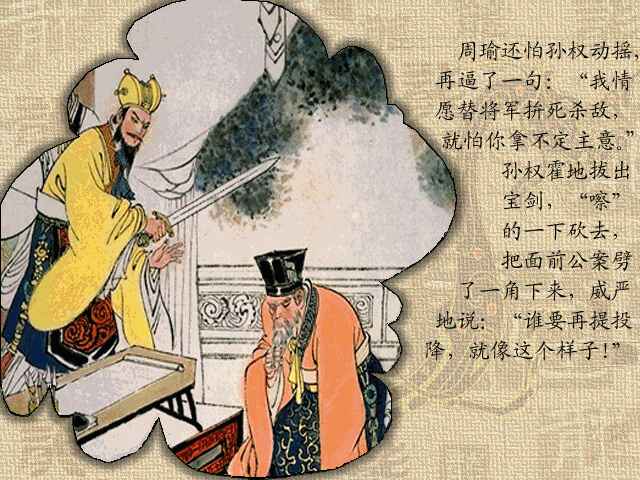 周瑜还怕孙权动摇,
再逼了一句：“我情
愿替将军拚死杀敌,
就怕你拿不定主意。”
孙权霍地拔出
宝剑，“嚓”
的一下砍去,
把面前公案劈
了一角下来，威严
地说：“谁要再提投
降，就像这个样子!”